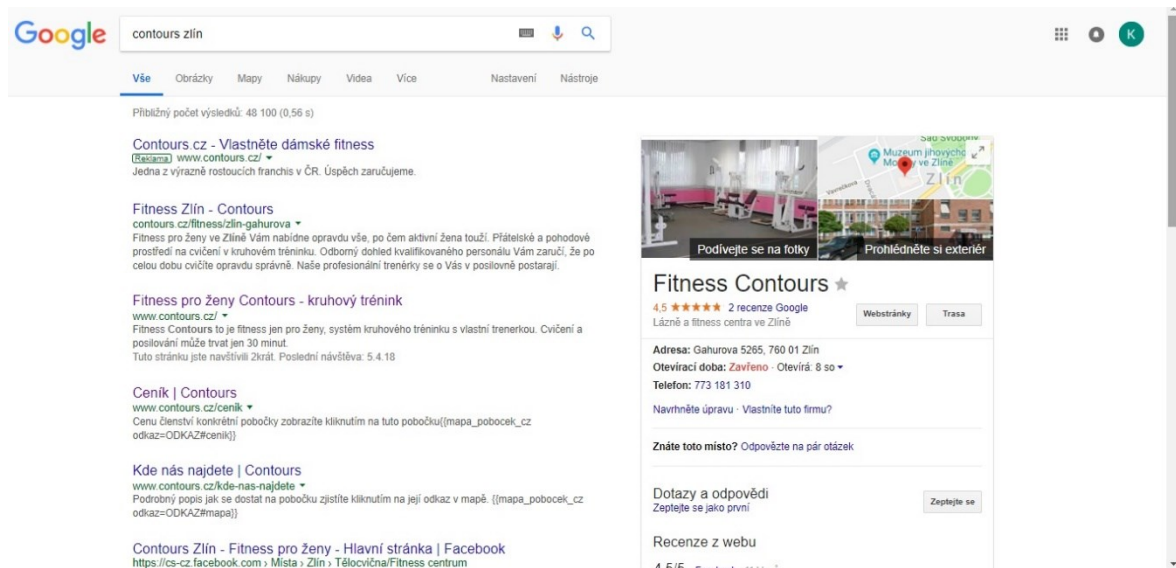 Google
contours zlín
Vše Obrázky Mapy Nákupy Videa Více Nastavení Nástroje
K
Přibližný počet výsledků: 48 100 (0,56 s)
Contours.cz - Vlastněte dámské fitness
Reklama www.contours.cz/
Jedna z výrazně rostoucích franchis v ČR. Úspěch zaručujeme.
Fitness Zlín - Contours
contours.cz/fitness/zlin-gahurova
Fitness pro ženy ve Zlíně Vám nabídne opravdu vše, po čem aktivní žena touží. Přátelské a pohodové
prostředí na cvičení v kruhovém tréninku. Odborný dohled kvalifikovaného personálu Vám zaručí, že po
celou dobu cvičíte opravdu správně. Naše profesionální trenérky se o Vás v posilovně postarají.
Fitness pro ženy Contours - kruhový trénink
www.contours.cz/
Fitness Contours to je fitness jen pro ženy, systém kruhového tréninku s vlastní trenerkou. Cvičení a
posilování může trvat jen 30 minut.
Tuto stránku jste navštívili 2krát. Poslední návštěva: 5.4.18
Ceník | Contours
www.contours.cz/cenik
Cenu členství konkrétní pobočky zobrazíte kliknutím na tuto pobočku{{mapa_pobocek_cz
odkaz=ODKAZ#cenik}}
Kde nás najdete | Contours
www.contours.cz/kde-nas-najdete
Podrobný popis jak se dostat na pobočku zjistíte kliknutím na její odkaz v mapě. {{mapa_pobocek_cz
odkaz=ODKAZ#mapa}}
Contours Zlín - Fitness pro ženy - Hlavní stránka | Facebook
https://cs-cz.facebook.com › Místa › Zlín › Tělocvična/Fitness centrum
Sad Svobody
Muzeum jihovýcho
Moravy ve Zlíně
Zlín
Podívejte se na fotky
Prohlédněte si exteriér
Fitness Contours
4,5 2 recenze Google
Lázně a fitness centra ve Zlíně
Webstránky
Trasa
Adresa: Gahurova 5265, 760 01 Zlín
Otevírací doba: Zavřeno · Otevírá: 8 so
Telefon: 773 181 310
Navrhněte úpravu · Vlastníte tuto firmu?
Znáte toto místo? Odpovězte na pár otázek
Dotazy a odpovědi
Zeptejte se jako první
Zeptejte se
Recenze z webu
4,5/5